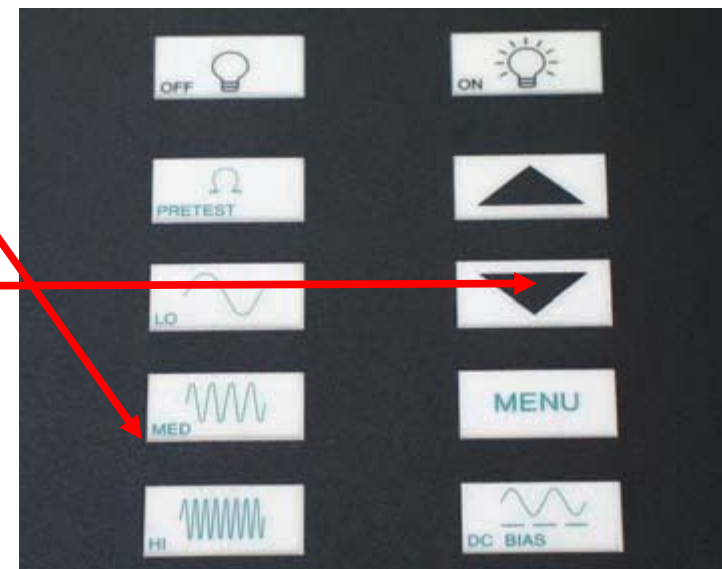 OFF
ON
Ω
PRETEST
LO
MED
MENU
HI
DC BIAS